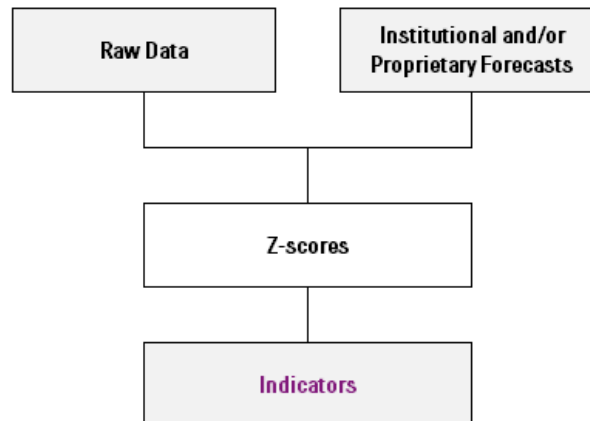 Raw Data
Institutional and/or
Proprietary Forecasts
Z-scores
Indicators